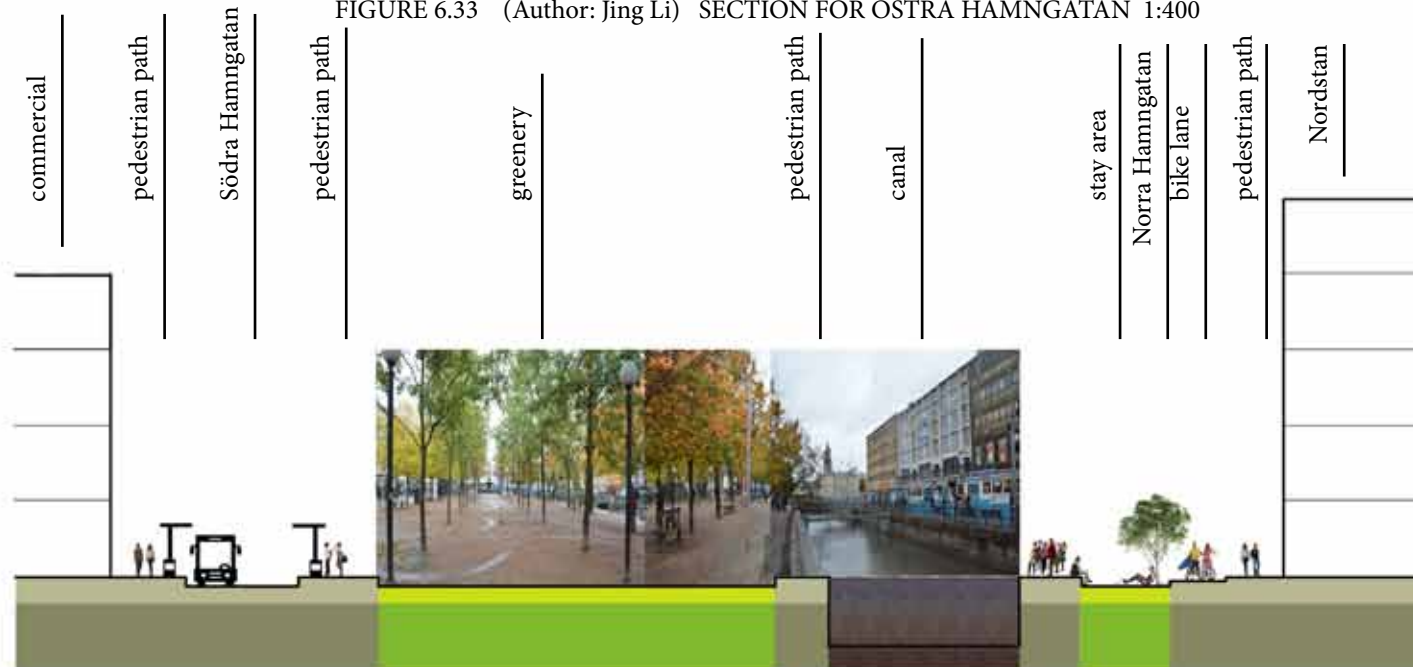 FIGURE 6.33 (Author: Jing Li) SECTION FOR OSTRA HAMNGATAN 1:400
commercial
pedestrian path
Södra Hamngatan
pedestrian path
greenery
pedestrian path
canal
stay area
Norra Hamngatan
bike lane
pedestrian path
Nordstan